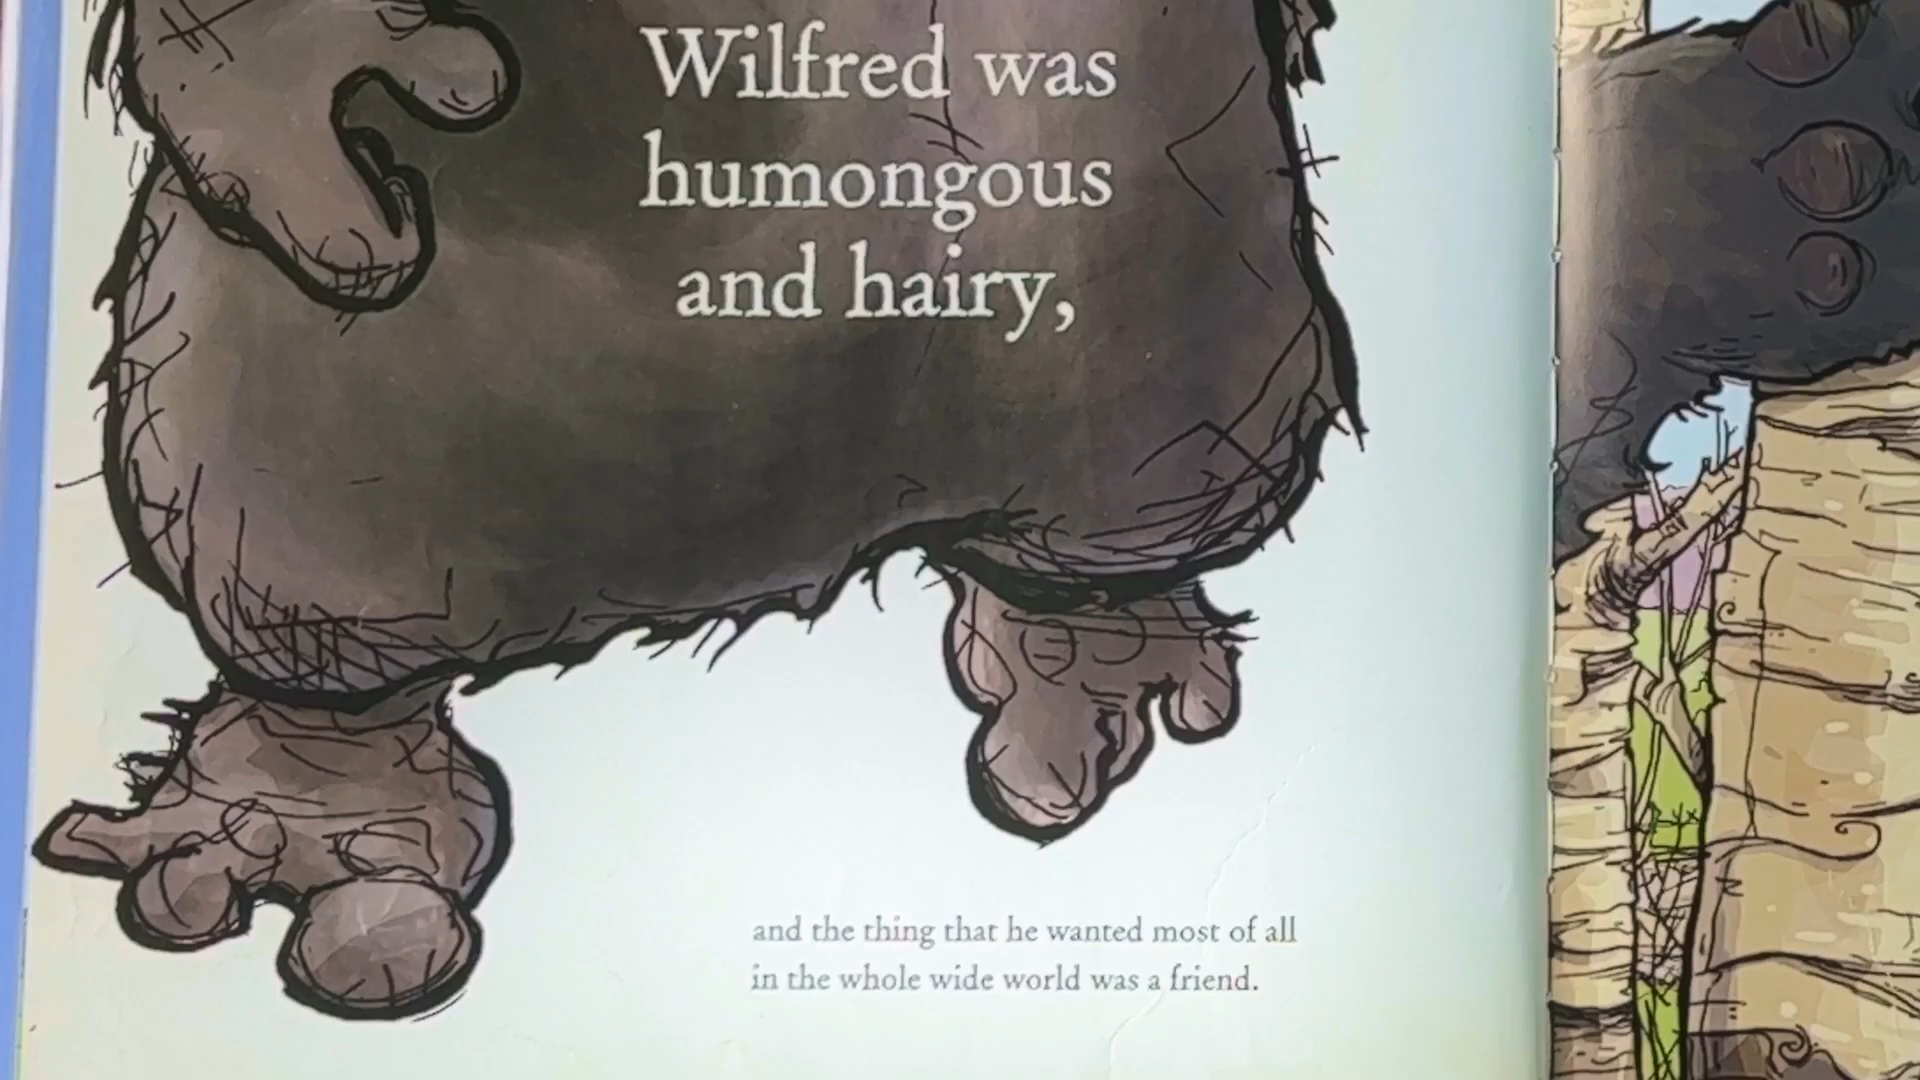 Wilfred was
humongous
and hairy,
and the thing that he wanted most of all
in the whole wide world was a friend.